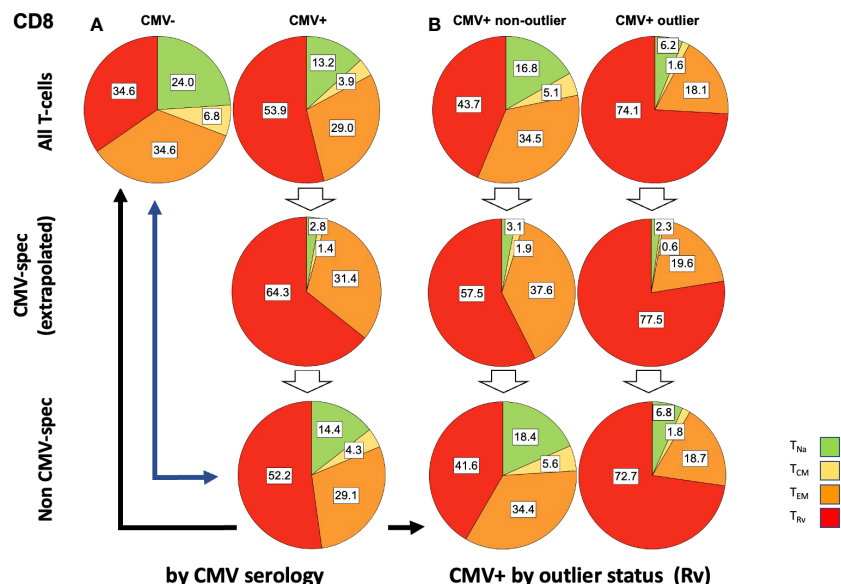 CD8
A
CMV-
CMV+
B
CMV+ non-outlier
CMV+ outlier
All T-cells
24.0
6.8
34.6
34.6
13.2
3.9
29.0
53.9
16.8
5.1
34.5
43.7
6.2
1.6
18.1
74.1
CMV-spec
(extrapolated)
2.8
1.4
31.4
64.3
3.1
1.9
37.6
57.5
2.3
0.6
19.6
77.5
Non CMV-spec
14.4
4.3
29.1
52.2
18.4
5.6
34.4
41.6
6.8
1.8
18.7
72.7
TNa
TCM
TEM
TRv
by CMV serology
CMV+ by outlier status (Rv)